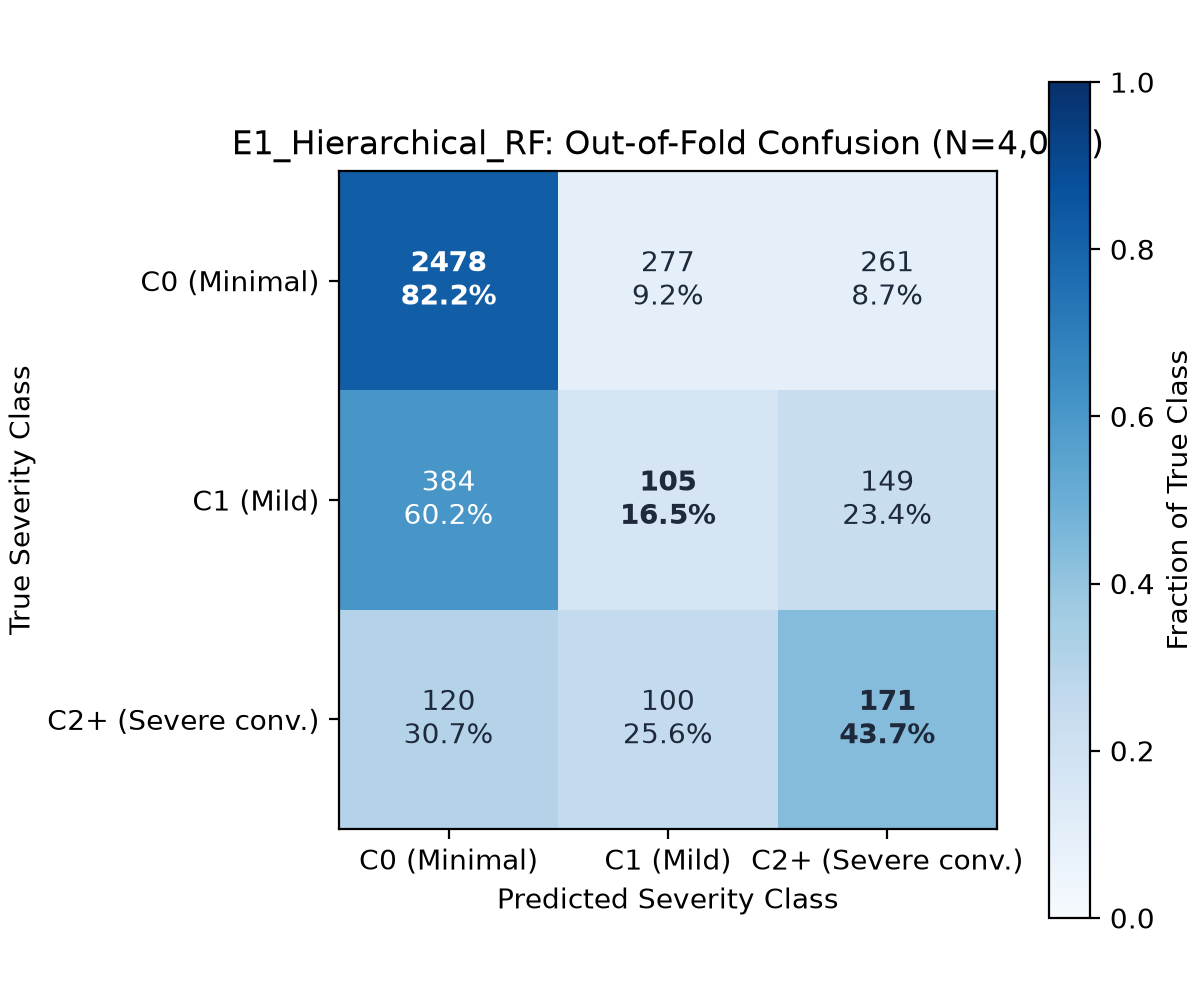 E1_Hierarchical_RF: Out-of-Fold Confusion (N=4,0 )
True Severity Class
C0 (Minimal)
2478
82.2%
277
9.2%
261
8.7%
C1 (Mild)
384
60.2%
105
16.5%
149
23.4%
C2+ (Severe conv.)
120
30.7%
100
25.6%
171
43.7%
C0 (Minimal)
C1 (Mild)
C2+ (Severe conv.)
Predicted Severity Class
1.0
0.8
0.6
0.4
0.2
0.0
Fraction of True Class